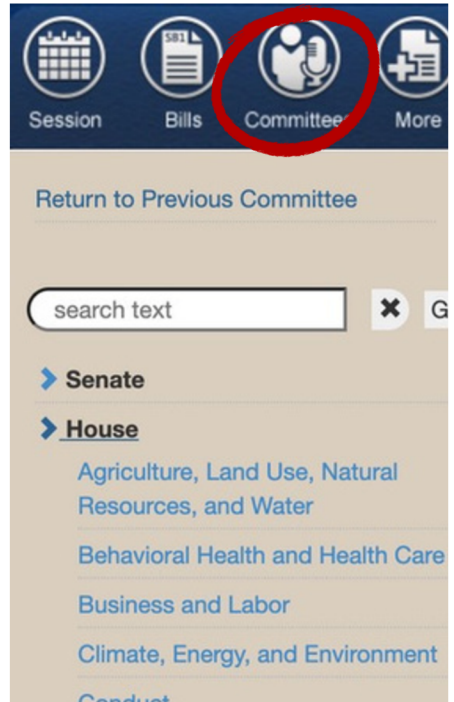 SB1
Session Bills Committees More
Return to Previous Committee
search text ✖ G
Senate
House
Agriculture, Land Use, Natural
Resources, and Water
Behavioral Health and Health Care
Business and Labor
Climate, Energy, and Environment
Conduct